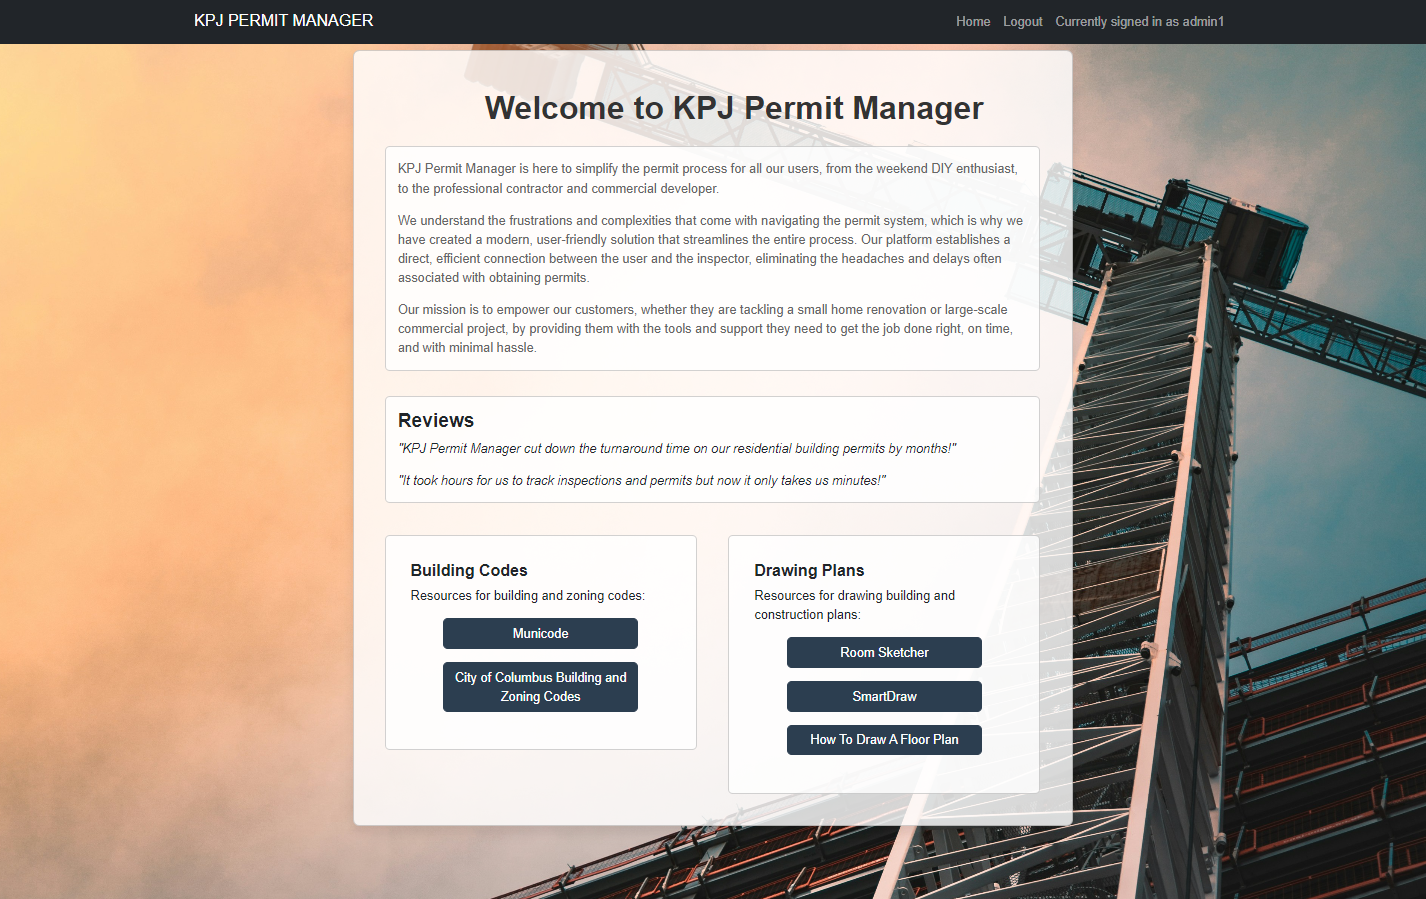 KPJ PERMIT MANAGER
Home Logout Currently signed in as admin1
Welcome to KPJ Permit Manager
KPJ Permit Manager is here to simplify the permit process for all our users, from the weekend DIY enthusiast,
to the professional contractor and commercial developer.
We understand the frustrations and complexities that come with navigating the permit system, which is why we
have created a modern, user-friendly solution that streamlines the entire process. Our platform establishes a
direct, efficient connection between the user and the inspector, eliminating the headaches and delays often
associated with obtaining permits.
Our mission is to empower our customers, whether they are tackling a small home renovation or large-scale
commercial project, by providing them with the tools and support they need to get the job done right, on time,
and with minimal hassle.
Reviews
"KPJ Permit Manager cut down the turnaround time on our residential building permits by months!"
"It took hours for us to track inspections and permits but now it only takes us minutes!"
Building Codes
Resources for building and zoning codes:
Municode
City of Columbus Building and
Zoning Codes
Drawing Plans
Resources for drawing building and
construction plans:
Room Sketcher
SmartDraw
How To Draw A Floor Plan